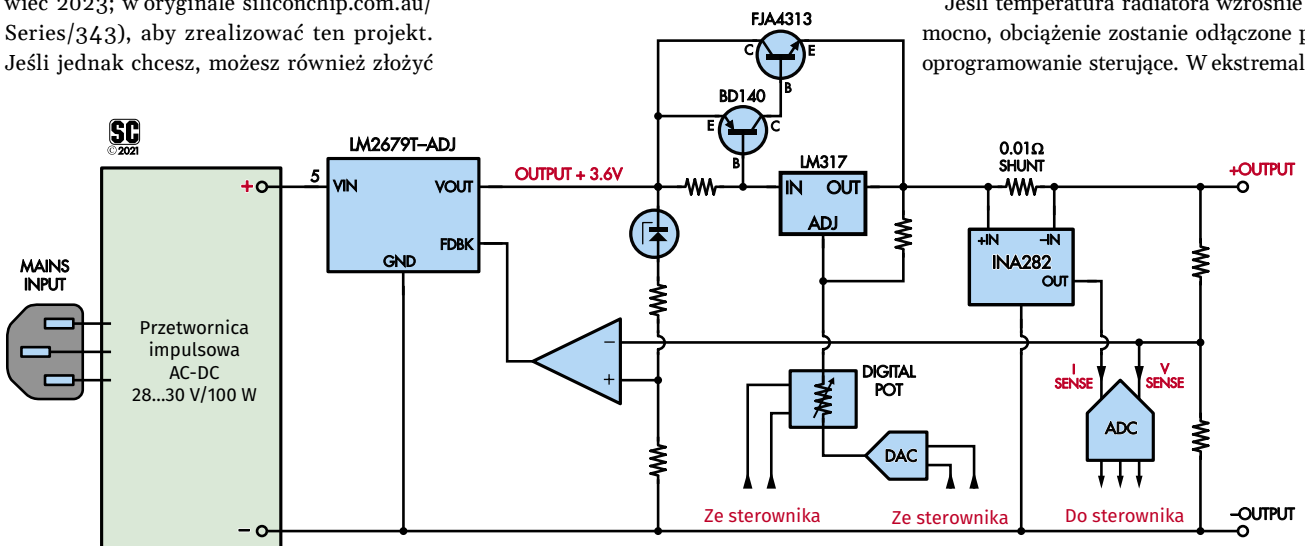 wiec 2023; w oryginale siliconchip.com.au/
Series/343), aby zrealizować ten projekt.
Jeśli jednak chcesz, możesz również złożyć
Jeśli temperatura radiatora wzrośnie
mocno, obciążenie zostanie odłączone p
oprogramowanie sterujące. W ekstremal
SC
©2021
MAINS
INPUT
Przetwornica
impulsowa
AC-DC
28...30 V/100 W
+
–
5
LM2679T–ADJ
VIN
VOUT
FDBK
GND
OUTPUT + 3.6V
FJA4313
C
E
B
BD140
E
C
B
LM317
IN
OUT
ADJ
0.01Ω
SHUNT
+OUTPUT
+IN
–IN
INA282
OUT
–
+
DIGITAL
POT
DAC
I
SENSE
V
SENSE
ADC
Ze sterownika
Ze sterownika
Do sterownika
–OUTPUT